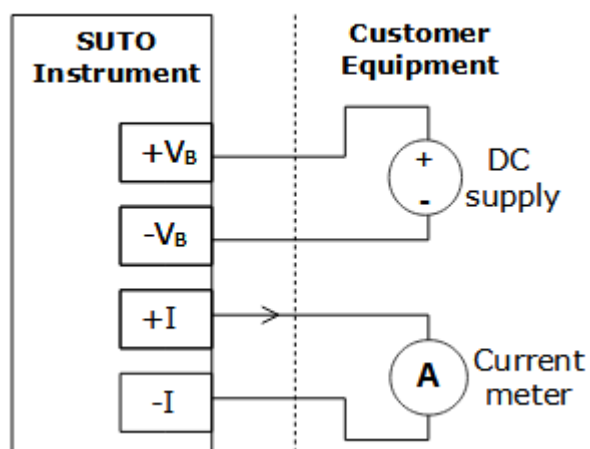 SUTO
Instrument
Customer
Equipment
+VB
-VB
+I
-I
+
-
DC
supply
A
Current
meter